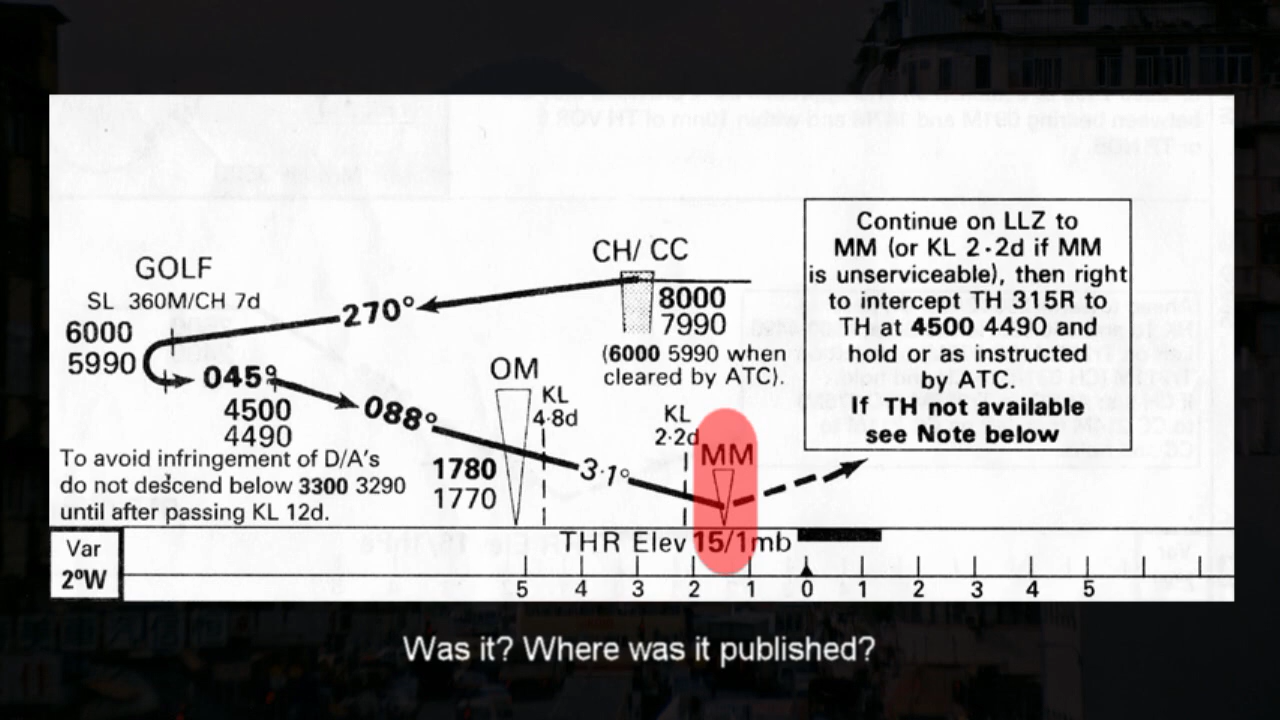 GOLF
SL 360M/CH 7d
6000
5990
270°
CH/ CC
8000
7990
(6000 5990 when
cleared by ATC).
045°
4500
4490
088°
OM
KL
4·8d
1780
1770
3·1°
KL
2·2d
MM
To avoid infringement of D/A's
do not descend below 3300 3290
until after passing KL 12d.
Continue on LLZ to
MM (or KL 2·2d if MM
is unserviceable), then right
to intercept TH 315R to
TH at 4500 4490 and
hold or as instructed
by ATC.
If TH not available
see Note below
THR Elev 15/1mb
Var
2ºW
5 4 3 2 1 0 1 2 3 4 5
Was it? Where was it published?